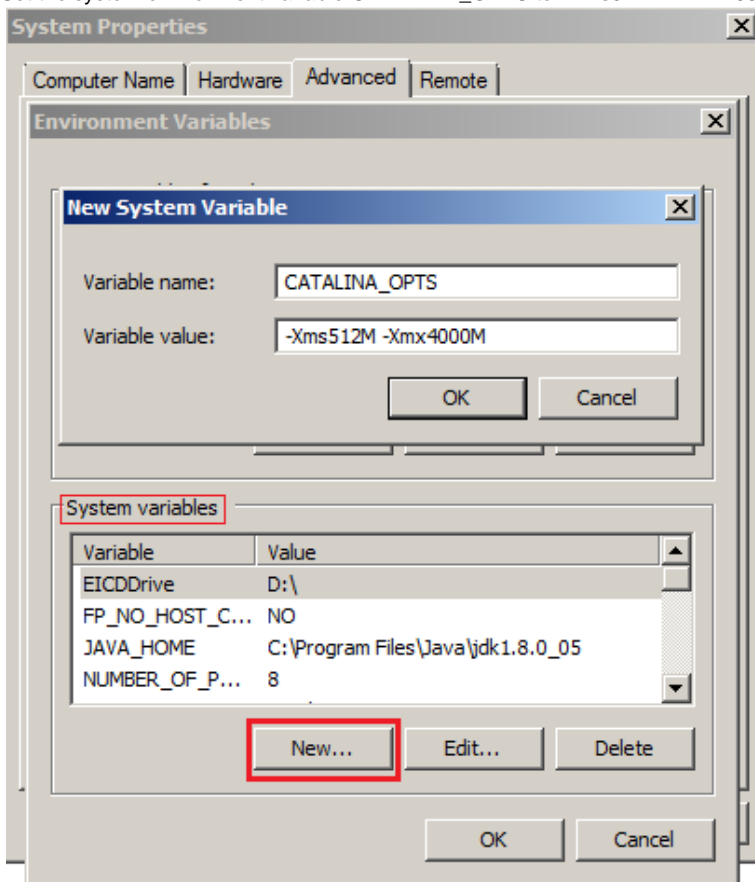 System Properties
Computer Name Hardware Advanced Remote
Environment Variables
New System Variable
Variable name: CATALINA_OPTS
Variable value: -Xms512M -Xmx4000M
OK Cancel
System variables
Variable Value
EICDDrive D:\
FP_NO_HOST_C... NO
JAVA_HOME C:\Program Files\Java\jdk1.8.0_05
NUMBER_OF_P... 8
New... Edit... Delete
OK Cancel